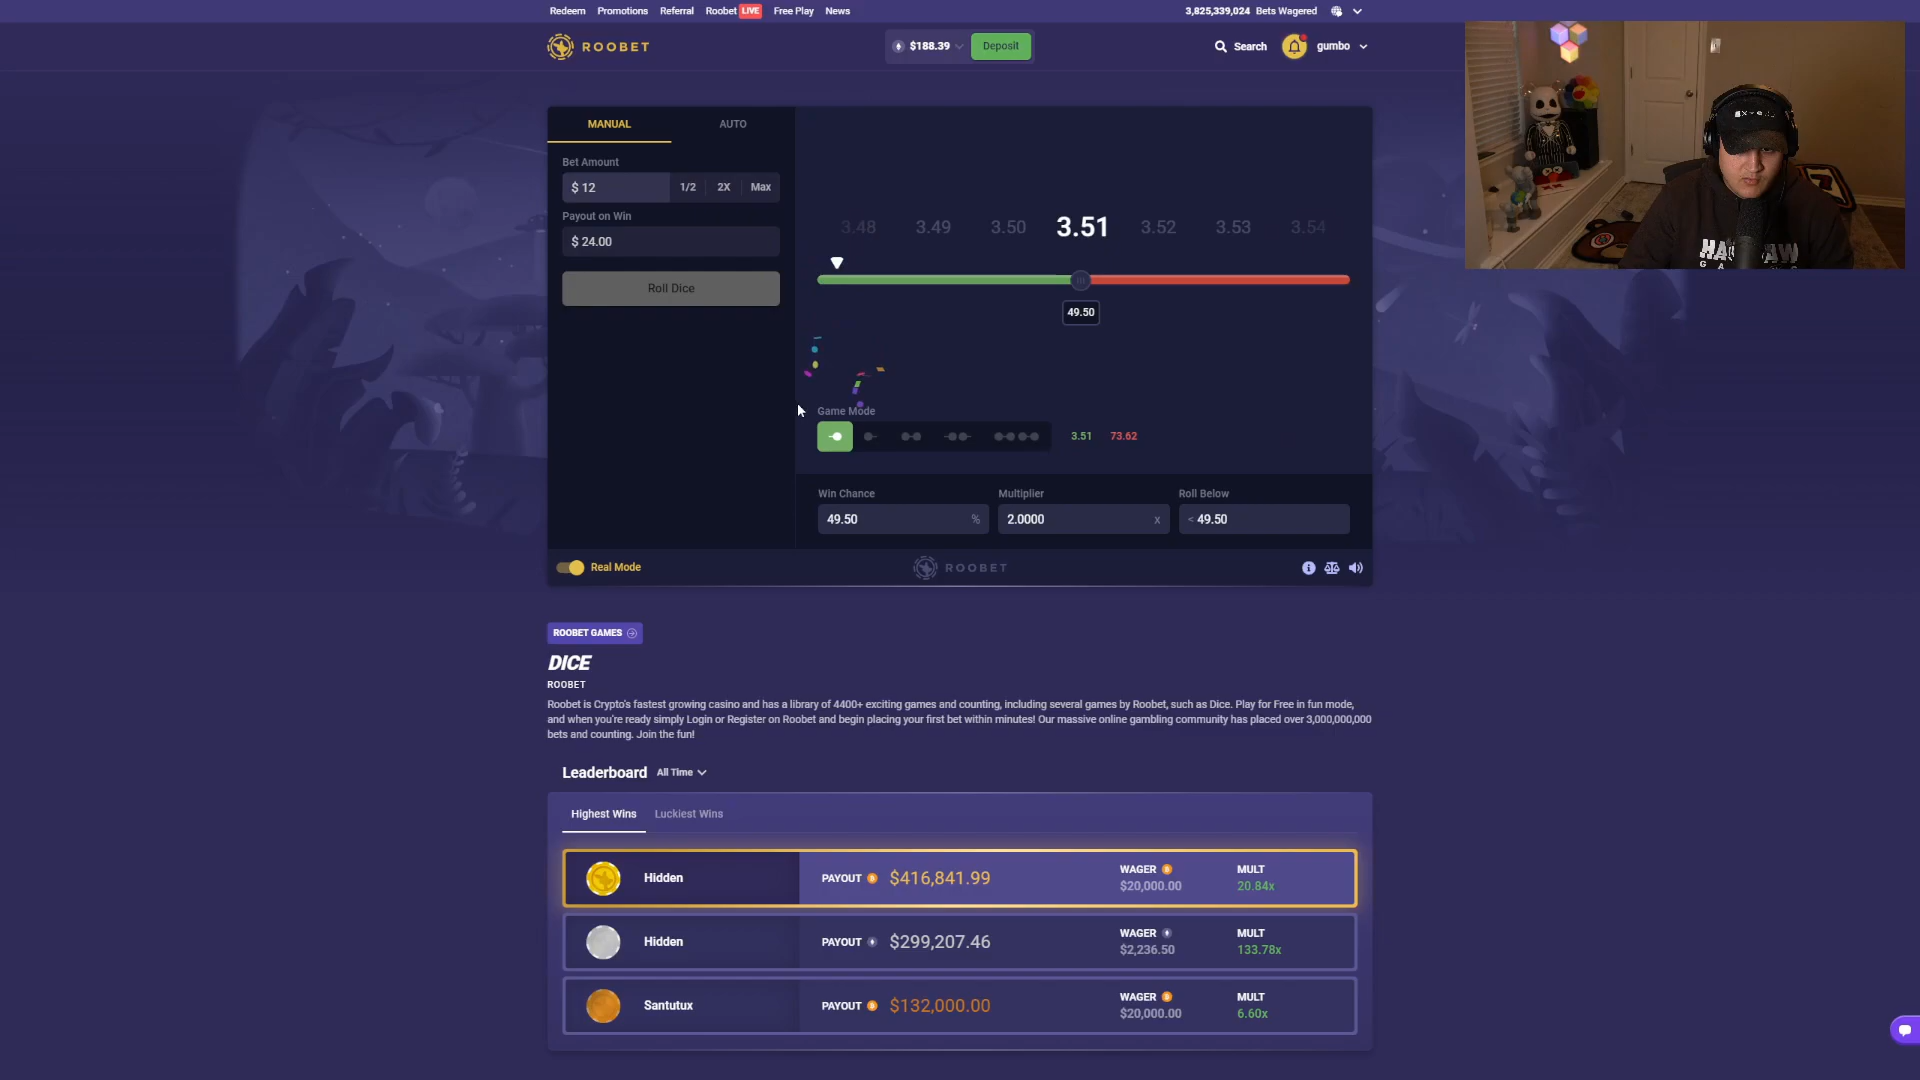 Redeem Promotions Referral Roobet LIVE Free Play News
3,825,339,024 Bets Wagered
ROOBET
$188.39 Deposit
Search gumbo
MANUAL AUTO
Bet Amount
$ 12 1/2 2X Max
Payout on Win
$ 24.00
Roll Dice
3.48 3.49 3.50 3.51 3.52 3.53 3.54
49.50
Game Mode
3.51 73.62
Win Chance Multiplier Roll Below
49.50 % 2.0000 x < 49.50
Real Mode
ROOBET
ROOBET GAMES
DICE
ROOBET
Roobet is Crypto's fastest growing casino and has a library of 4400+ exciting games and counting, including several games by Roobet, such as Dice. Play for Free in fun mode,
and when you're ready simply Login or Register on Roobet and begin placing your first bet within minutes! Our massive online gambling community has placed over 3,000,000,000
bets and counting. Join the fun!
Leaderboard All Time
Highest Wins Luckiest Wins
Hidden PAYOUT $416,841.99 WAGER $20,000.00 MULT 20.84x
Hidden PAYOUT $299,207.46 WAGER $2,236.50 MULT 133.78x
Santutux PAYOUT $132,000.00 WAGER $20,000.00 MULT 6.60x